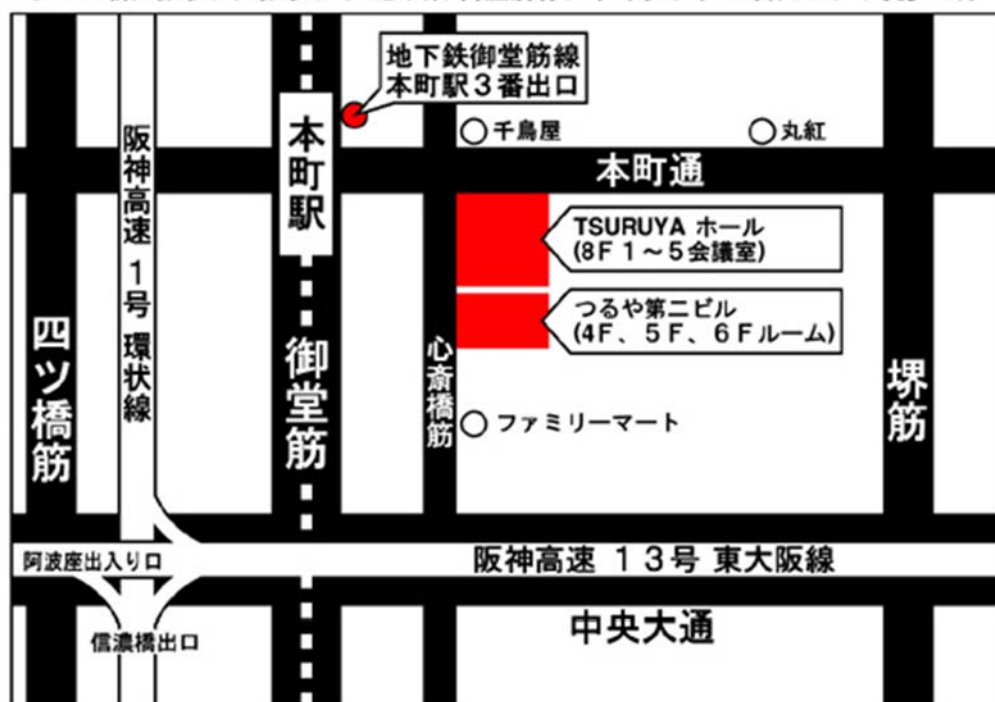 地下鉄御堂筋線
本町駅3番出口
千鳥屋
丸紅
本町駅
阪神高速 1号 環状線
本町通
TSURUYA ホール
(8F 1～5会議室)
つるや第二ビル
(4F、5F、6Fルーム)
四ツ橋筋
御堂筋
心斎橋筋
堺筋
ファミリーマート
阿波座出入り口
阪神高速 13号 東大阪線
信濃橋出口
中央大通